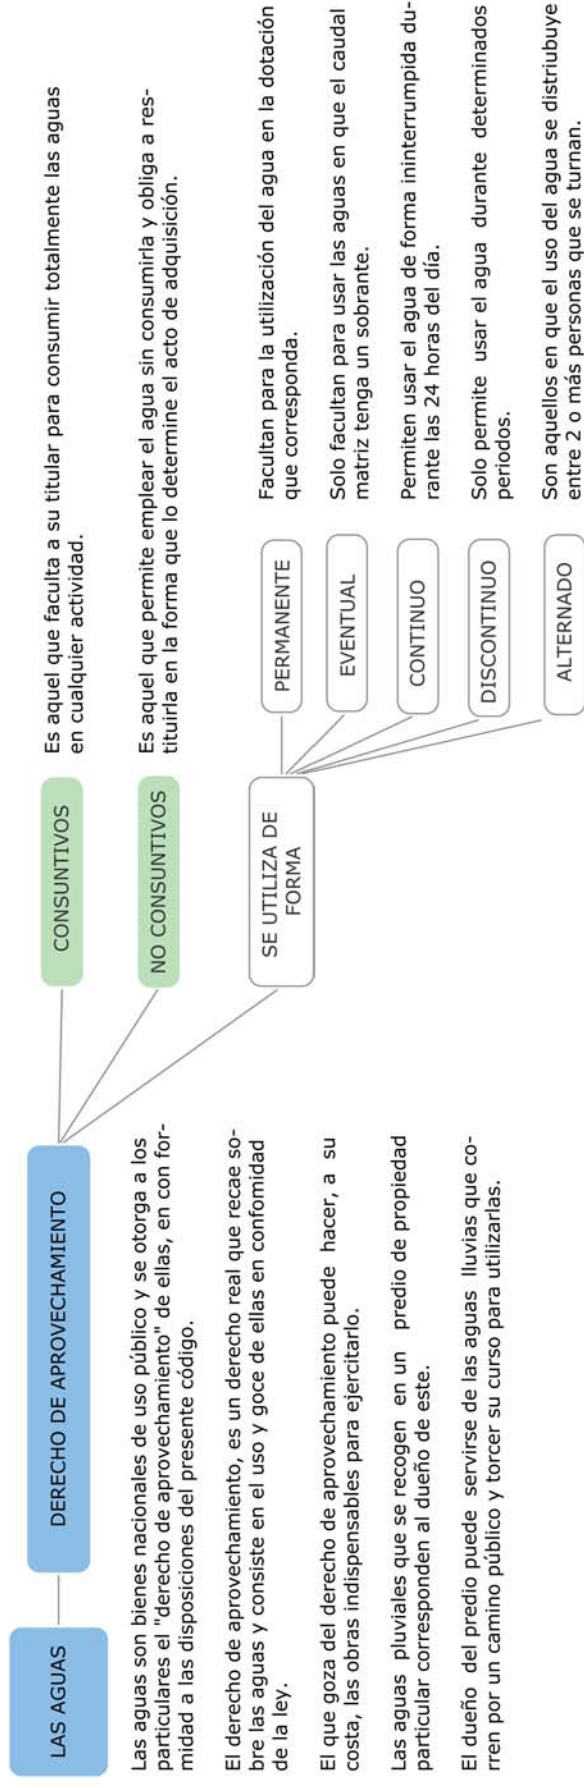 LAS AGUAS
DERECHO DE APROVECHAMIENTO
Las aguas son bienes nacionales de uso público y se otorga a los
particulares el "derecho de aprovechamiento" de ellas, en con for-
midad a las disposiciones del presente código.
El derecho de aprovechamiento, es un derecho real que recae so-
bre las aguas y consiste en el uso y goce de ellas en confomidad
de la ley.
El que goza del derecho de aprovechamiento puede hacer, a su
costa, las obras indispensables para ejercitarlo.
Las aguas pluviales que se recogen en un predio de propiedad
particular corresponden al dueño de este.
El dueño del predio puede servirse de las aguas lluvias que co-
rren por un camino público y torcer su curso para utilizarlas.
CONSUNTIVOS
Es aquel que faculta a su titular para consumir totalmente las aguas
en cualquier actividad.
NO CONSUNTIVOS
Es aquel que permite emplear el agua sin consumirla y obliga a res-
tituirla en la forma que lo determine el acto de adquisición.
SE UTILIZA DE
FORMA
PERMANENTE
Facultan para la utilización del agua en la dotación
que corresponda.
EVENTUAL
Solo facultan para usar las aguas en que el caudal
matriz tenga un sobrante.
CONTINUO
Permiten usar el agua de forma ininterrumpida du-
rante las 24 horas del día.
DISCONTINUO
Solo permite usar el agua durante determinados
periodos.
ALTERNADO
Son aquellos en que el uso del agua se distriubuye
entre 2 o más personas que se turnan.